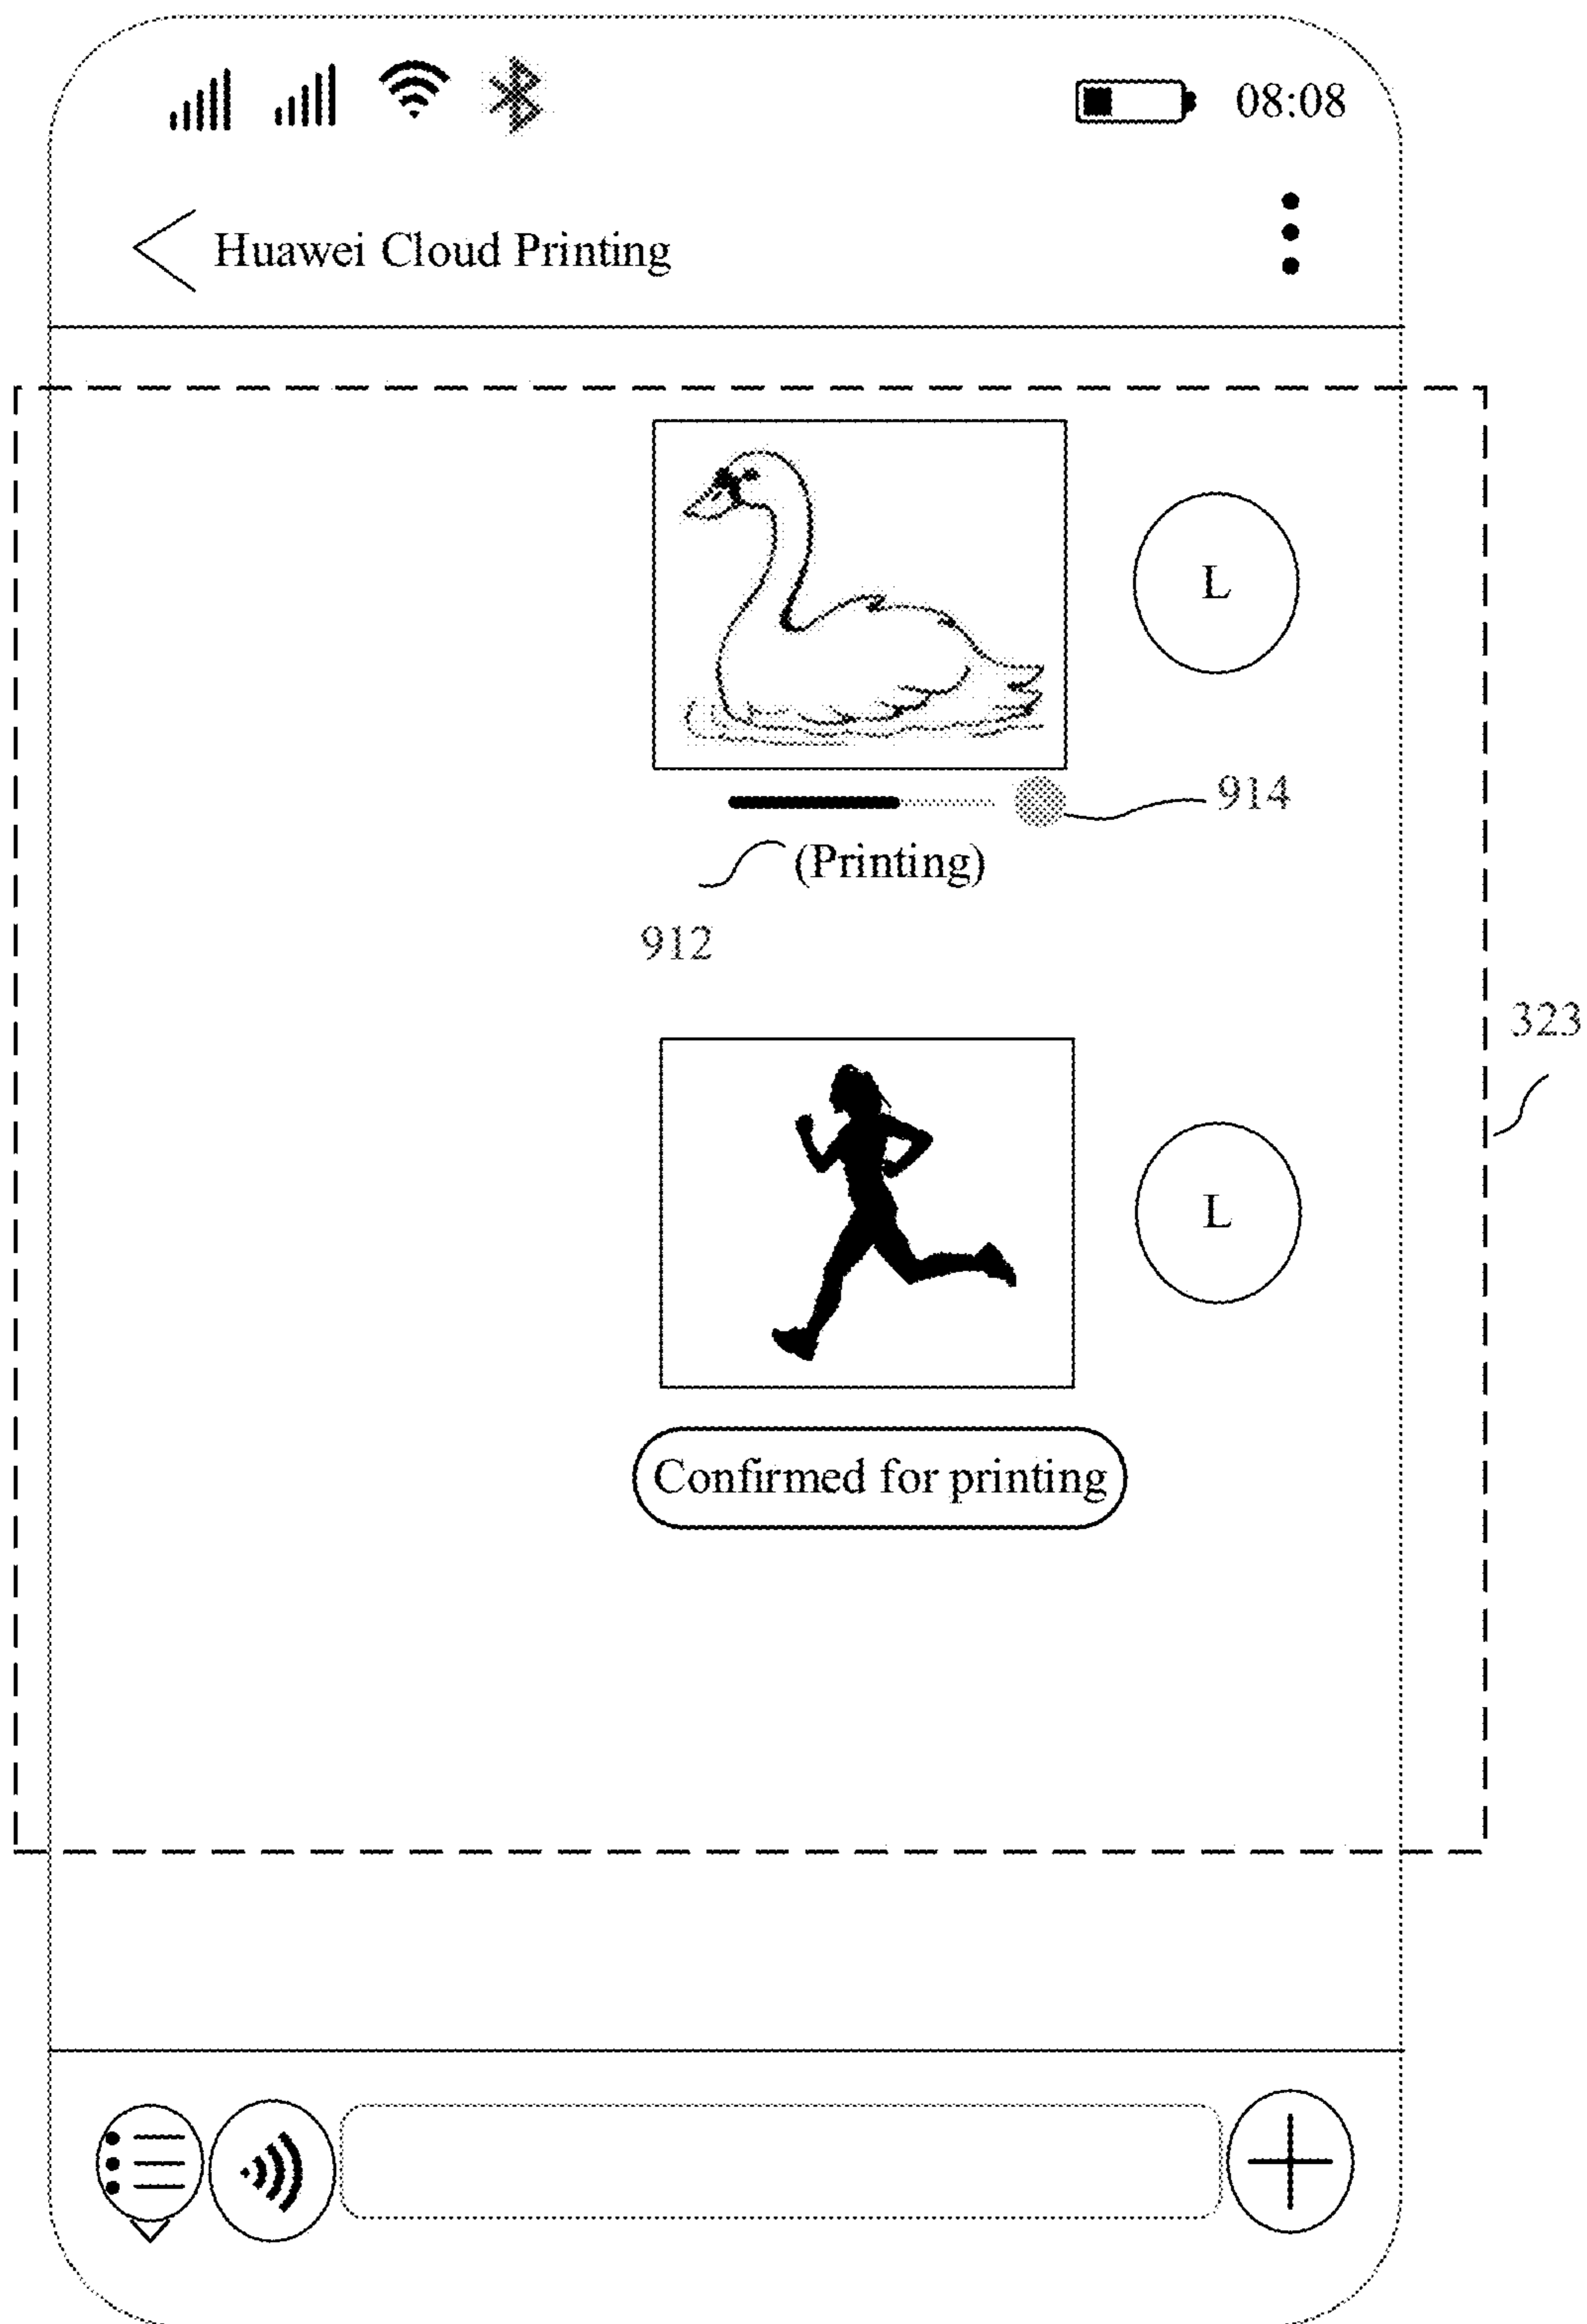 08:08
Huawei Cloud Printing
L
914
(Printing)
912
323
L
Confirmed for printing